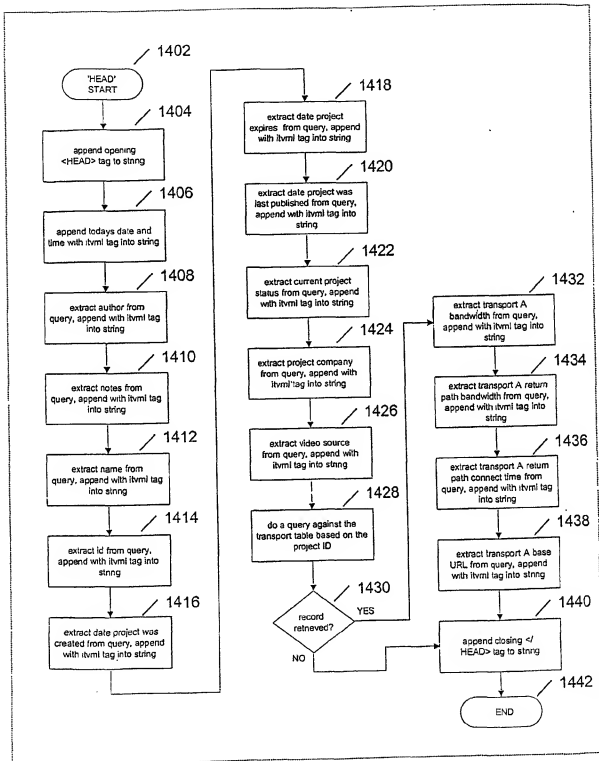 1402
'HEAD'
START
1404
append opening
<HEAD> tag to string
1406
append todays date and
time with itvml tag into string
1408
extract author from
query, append with itvml tag
into string
1410
extract notes from
query, append with itvml tag
into string
1412
extract name from
query, append with itvml tag
into string
1414
extract id from query,
append with itvml tag into
string
1416
extract date project was
created from query, append
with itvml tag into string
1418
extract date project
expires from query, append
with itvml tag into string
1420
extract date project was
last published from query,
append with itvml tag into
string
1422
extract current project
status from query, append
with itvml tag into string
1424
extract project company
from query, append with
itvml tag into string
1426
extract video source
from query, append with
itvml tag into string
1428
do a query against the
transport table based on the
project ID
1430
record
retrieved?
YES
NO
1432
extract transport A
bandwidth from query,
append with itvml tag into
string
1434
extract transport A return
path bandwidth from query,
append with itvml tag into
string
1436
extract transport A return
path connect time from
query, append with itvml tag
into string
1438
extract transport A base
URL from query, append
with itvml tag into string
1440
append closing </
HEAD> tag to string
1442
END